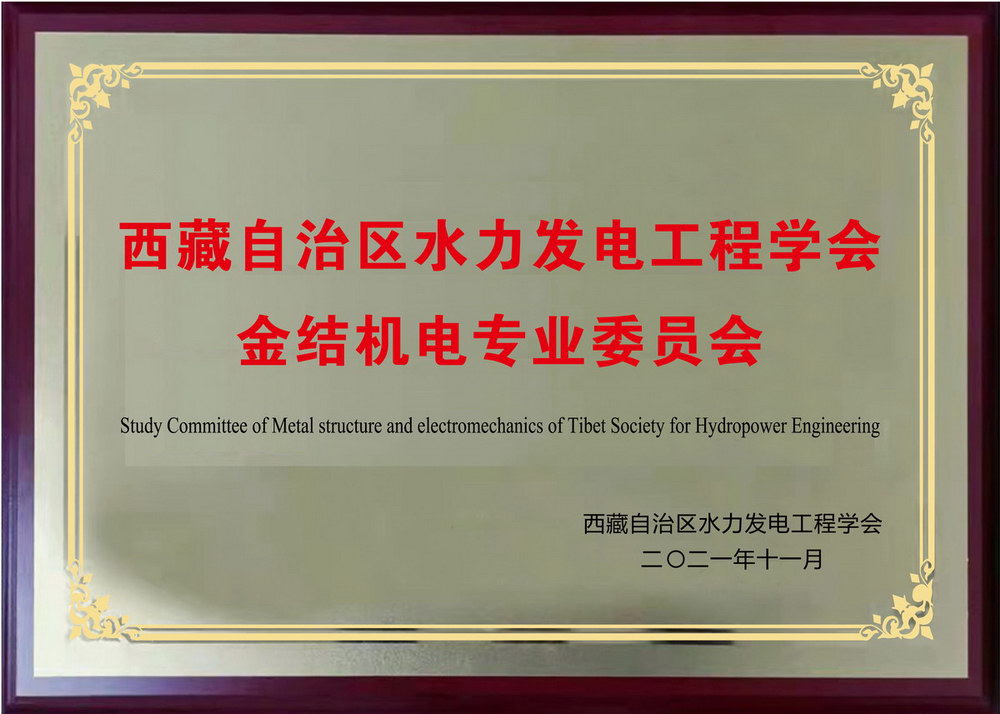 西藏自治区水力发电工程学会
金结机电专业委员会
Study Committee of Metal structure and electromechanics of Tibet Society for Hydropower Engineering
西藏自治区水力发电工程学会
二〇二一年十一月